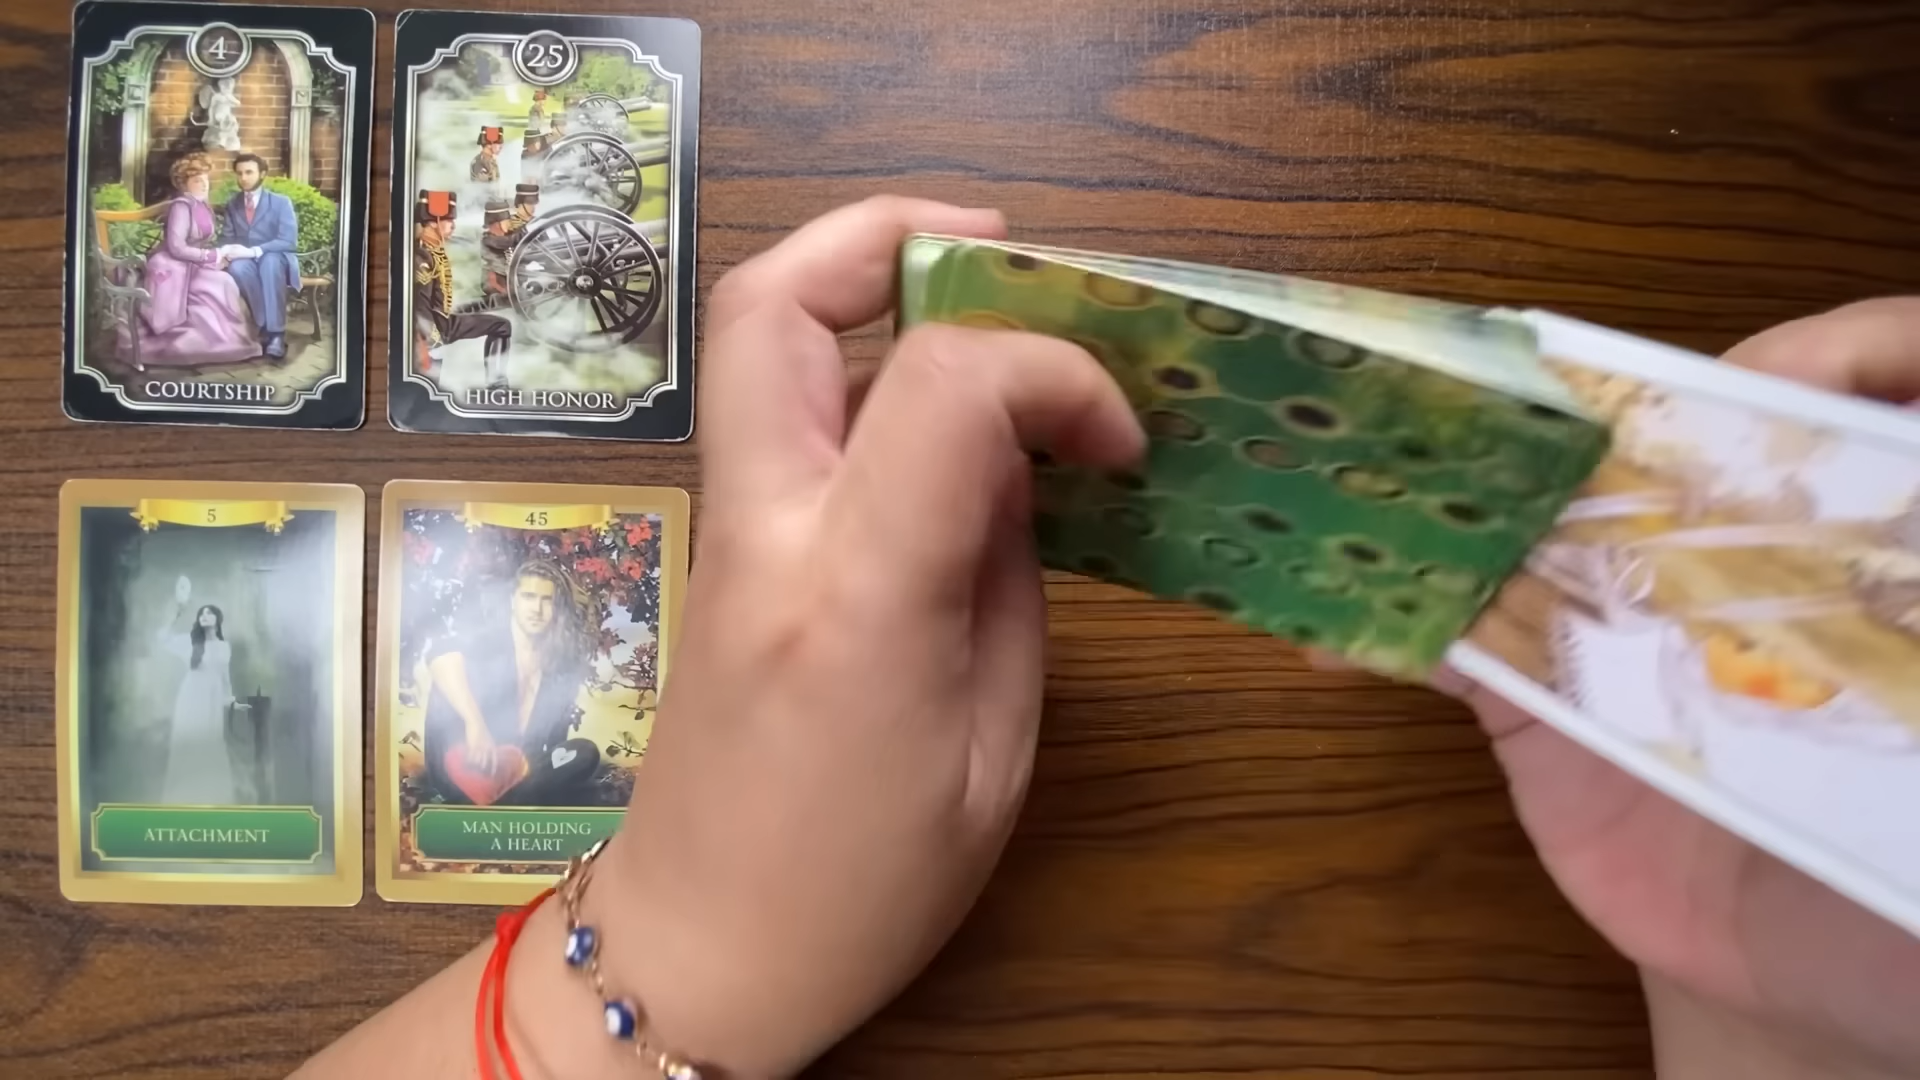 4
COURTSHIP
25
HIGH HONOR
5
ATTACHMENT
45
MAN HOLDING
A HEART